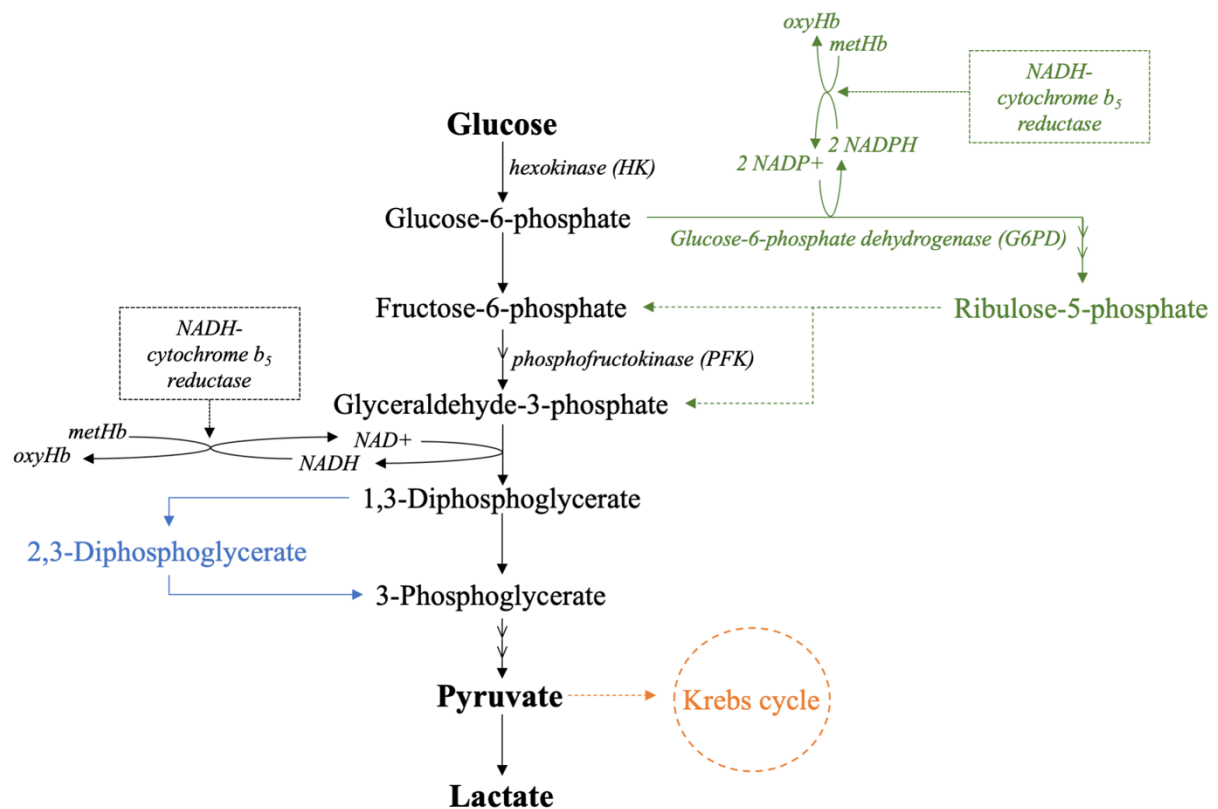 oxyHb
metHb
NADH-
cytochrome b₅
reductase
Glucose
2 NADPH
2 NADP+
hexokinase (HK)
Glucose-6-phosphate
Glucose-6-phosphate dehydrogenase (G6PD)
Fructose-6-phosphate
Ribulose-5-phosphate
NADH-
cytochrome b₅
reductase
phosphofructokinase (PFK)
Glyceraldehyde-3-phosphate
metHb
NAD+
oxyHb
NADH
1,3-Diphosphoglycerate
2,3-Diphosphoglycerate
3-Phosphoglycerate
Pyruvate
Krebs cycle
Lactate